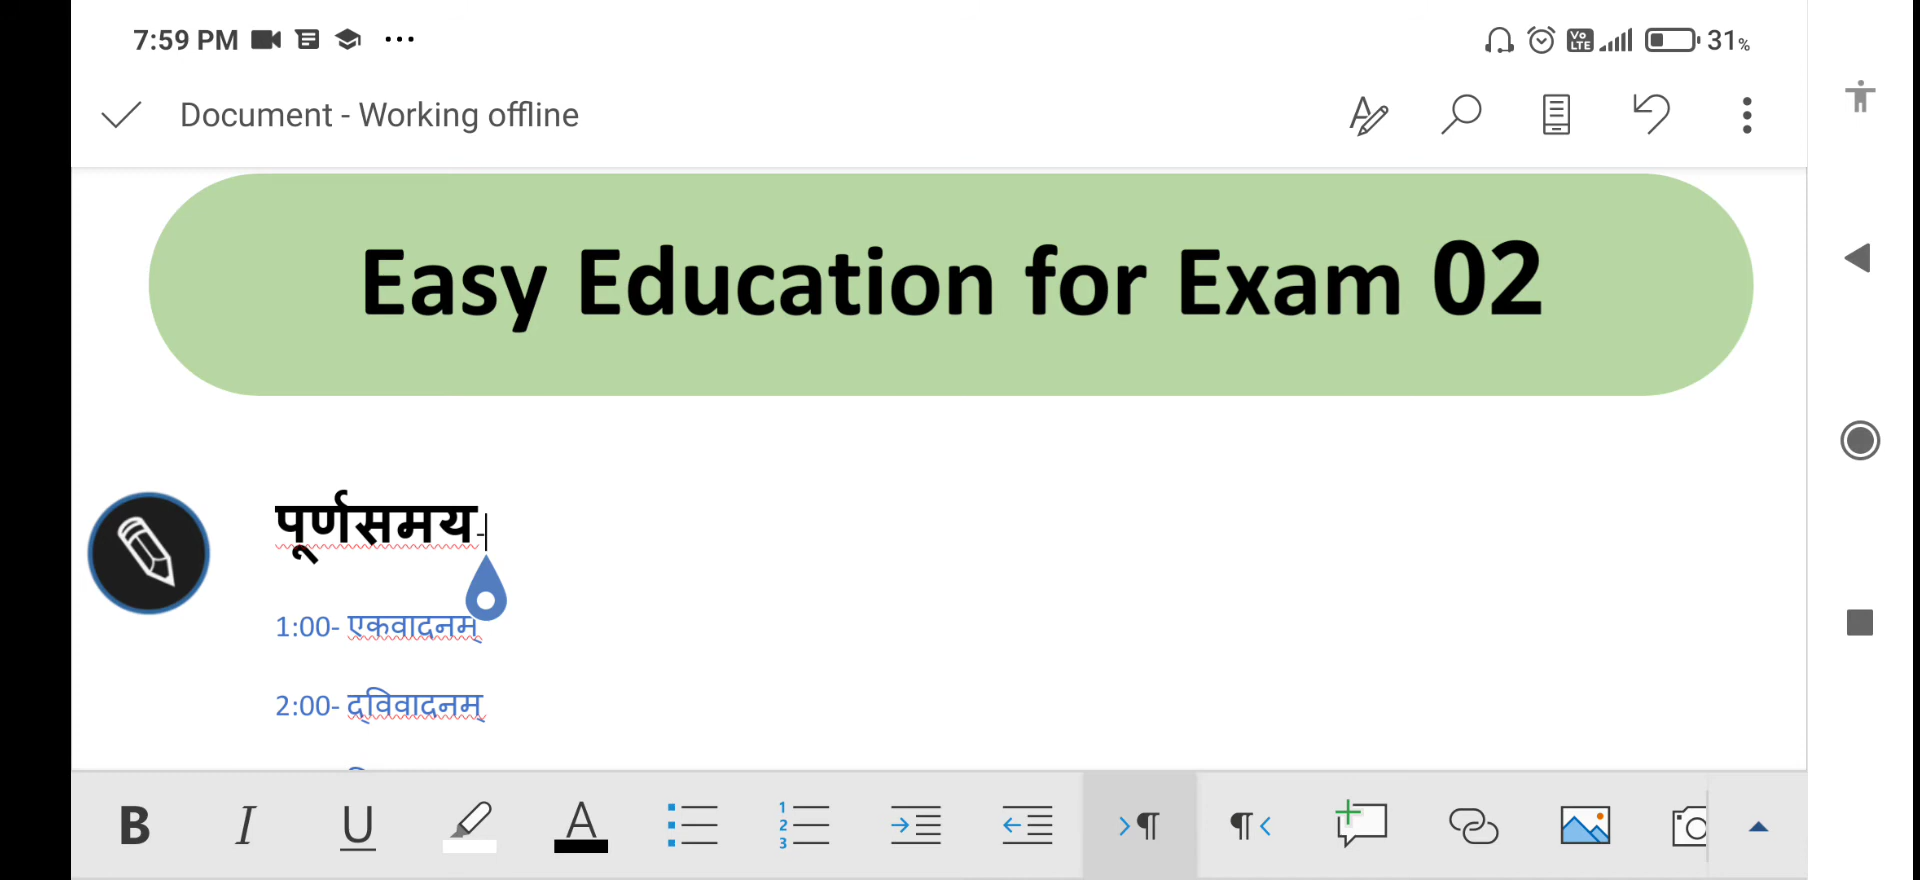 7:59 PM
31%
Document - Working offline
Easy Education for Exam 02
पूर्णसमय-
1:00- एकवादनम्
2:00- द्विवादनम्